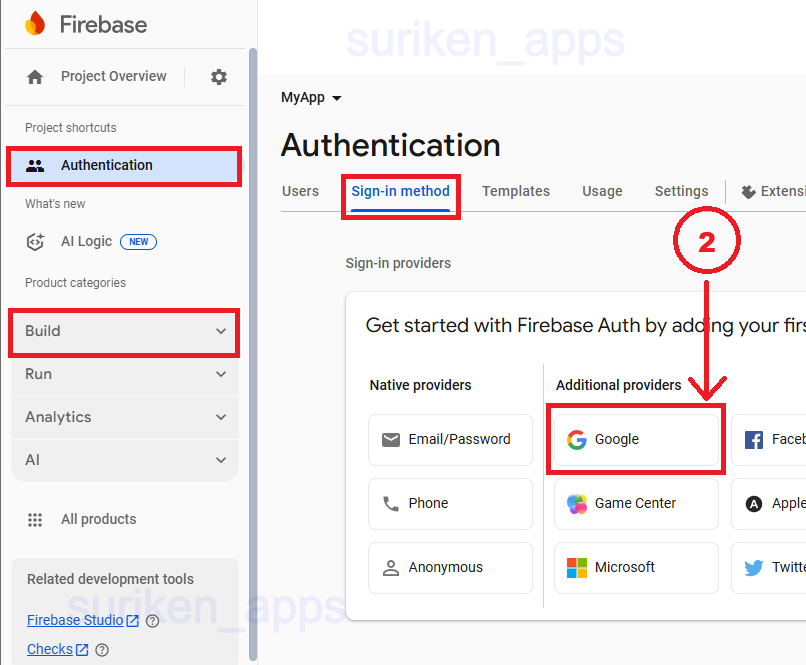 Firebase
suriken_apps
Project Overview
MyApp
Project shortcuts
Authentication
Authentication
Users
Sign-in method
Templates
Usage
Settings
Extensi
What's new
AI Logic
NEW
2
Product categories
Sign-in providers
Build
Run
Analytics
AI
Get started with Firebase Auth by adding your firs
Native providers
Additional providers
Email/Password
Google
Faceb
Phone
Game Center
Apple
Anonymous
Microsoft
Twitte
All products
Related development tools
suriken_apps
Firebase Studio
Checks